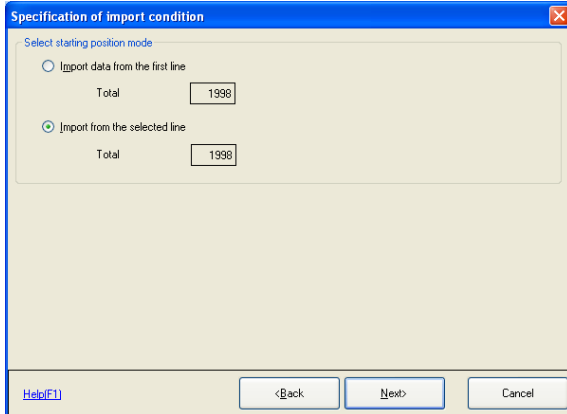 Specification of import condition
Select starting position mode
Import data from the first line
Total 1998
Import from the selected line
Total 1998
Help(F1) <Back Next> Cancel